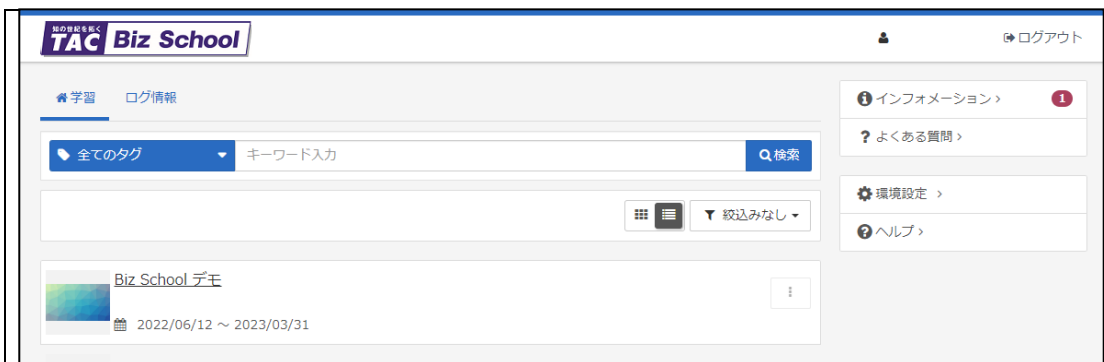 知の世紀を拓く
TAC Biz School
ログアウト
学習 ログ情報
全てのタグ キーワード入力 検索
絞込みなし
Biz School デモ
2022/06/12 ～ 2023/03/31
インフォメーション › 1
? よくある質問 ›
環境設定 ›
ヘルプ ›